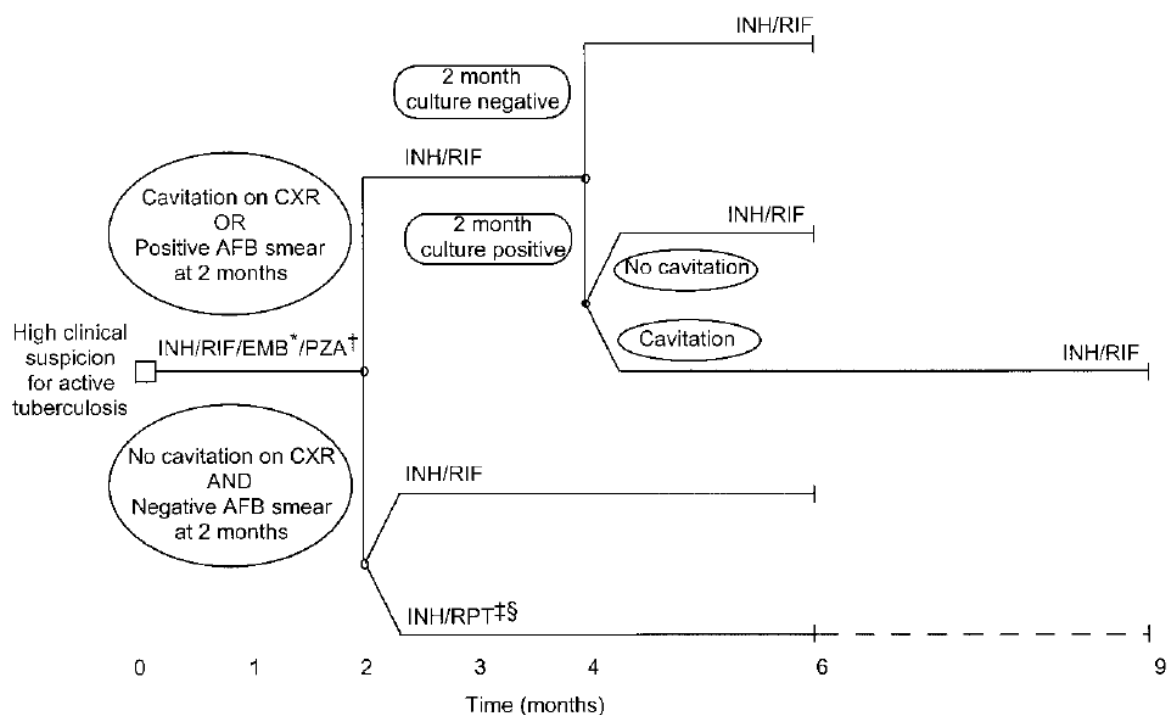 INH/RIF
2 month
culture negative
INH/RIF
Cavitation on CXR
OR
Positive AFB smear
at 2 months
2 month
culture positive
INH/RIF
No cavitation
Cavitation
High clinical
suspicion
for active
tuberculosis
INH/RIF/EMB*/PZA†
INH/RIF
No cavitation on CXR
AND
Negative AFB smear
at 2 months
INH/RIF
INH/RPT‡§
0 1 2 3 4 6 9
Time (months)